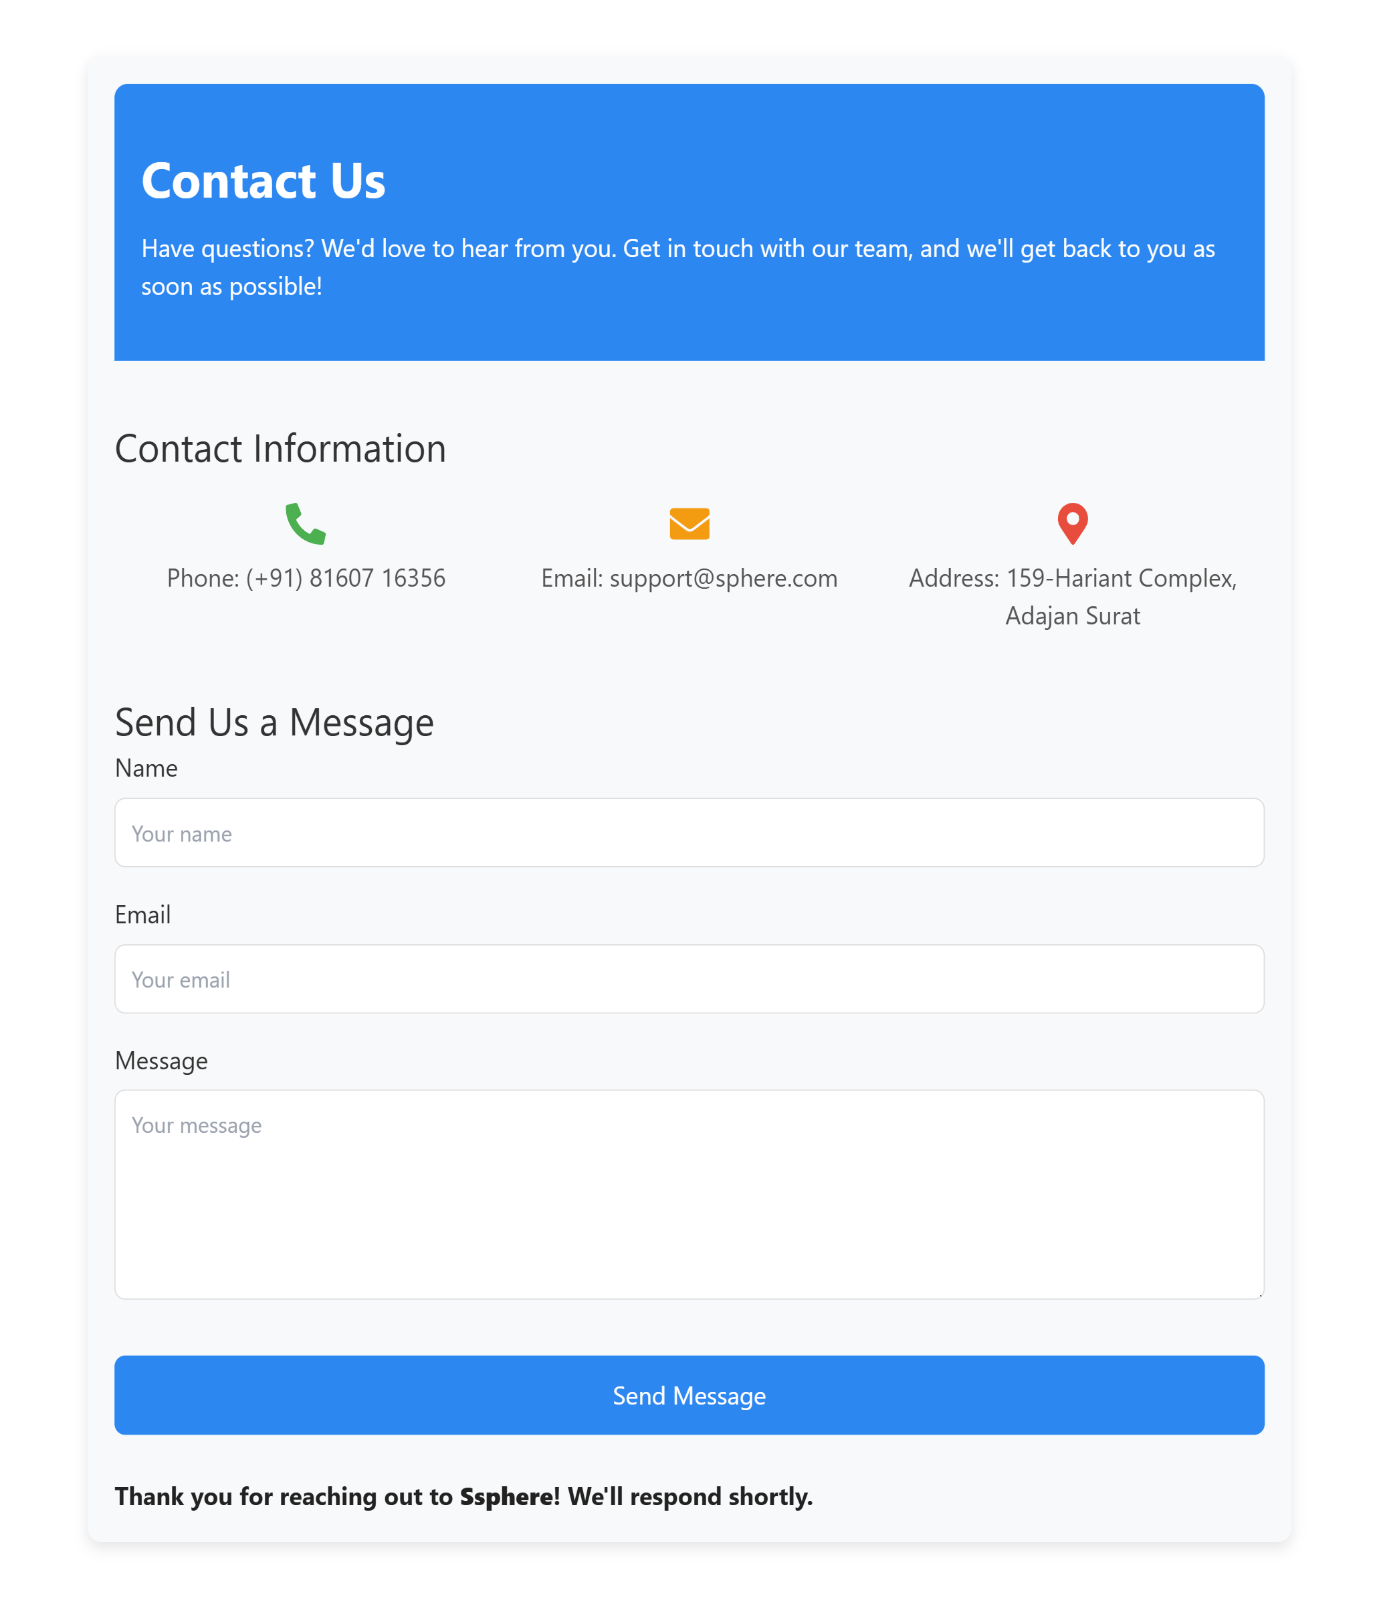 Contact Us
Have questions? We'd love to hear from you. Get in touch with our team, and we'll get back to you as
soon as possible!
Contact Information
Phone: (+91) 81607 16356
Email: support@sphere.com
Address: 159-Hariant Complex,
Adajan Surat
Send Us a Message
Name
Your name
Email
Your email
Message
Your message
Send Message
Thank you for reaching out to Ssphere! We'll respond shortly.